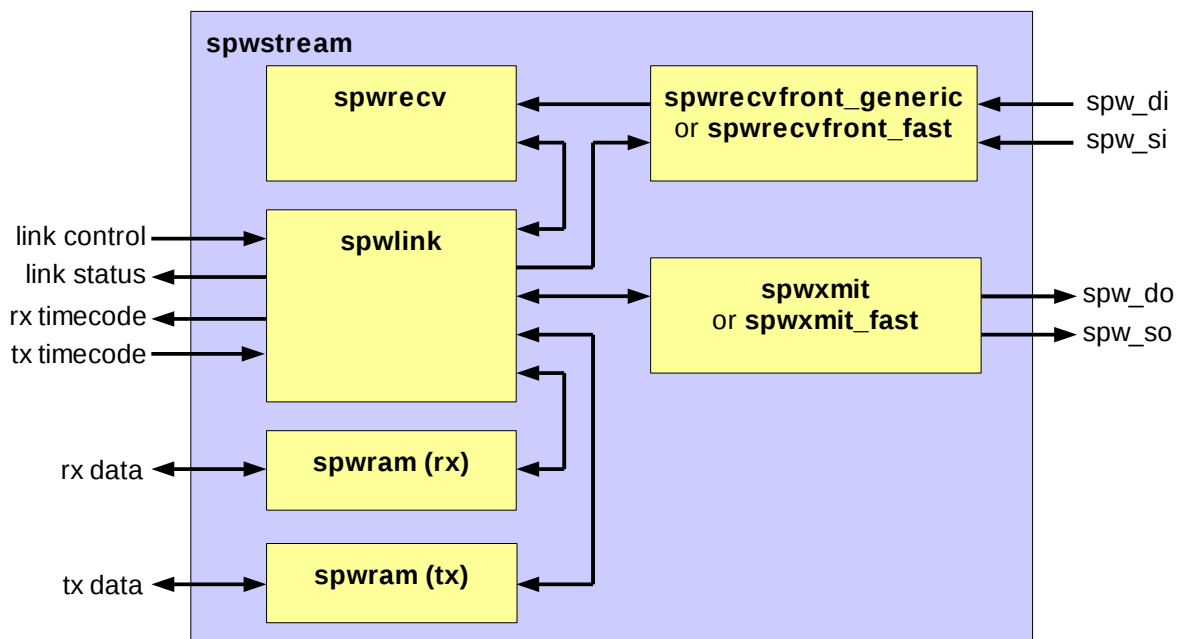 spwstream
spwrecv
spwrecvfront_generic
or spwrecvfront_fast
spw_di
spw_si
link control
link status
rx timecode
tx timecode
spwlink
spwxmit
or spwxmit_fast
spw_do
spw_so
rx data
spwram (rx)
tx data
spwram (tx)